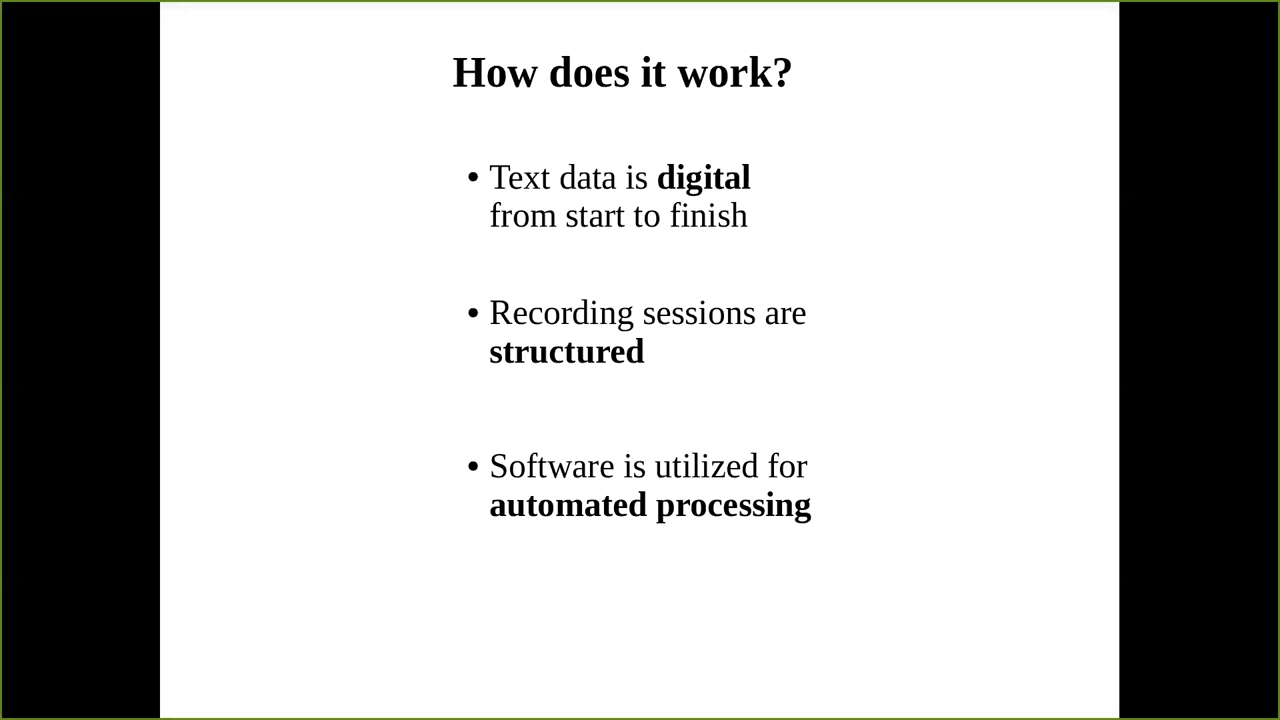 How does it work?
• Text data is digital
from start to finish
• Recording sessions are
structured
• Software is utilized for
automated processing